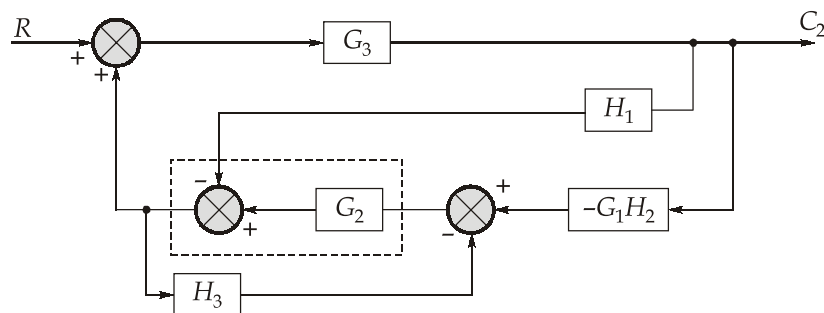 R
C₂
+
+
G₃
H₁
-
+
G₂
+
-
-G₁H₂
H₃